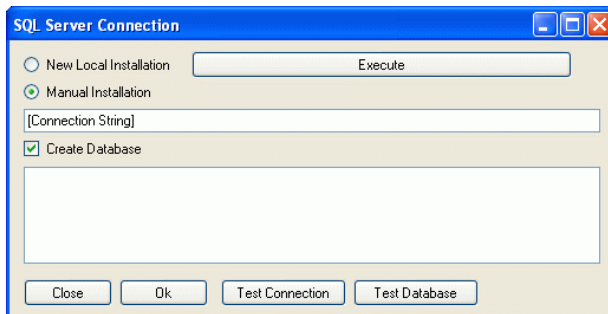 SQL Server Connection
New Local Installation Execute
Manual Installation
[Connection String]
Create Database
Close Ok Test Connection Test Database